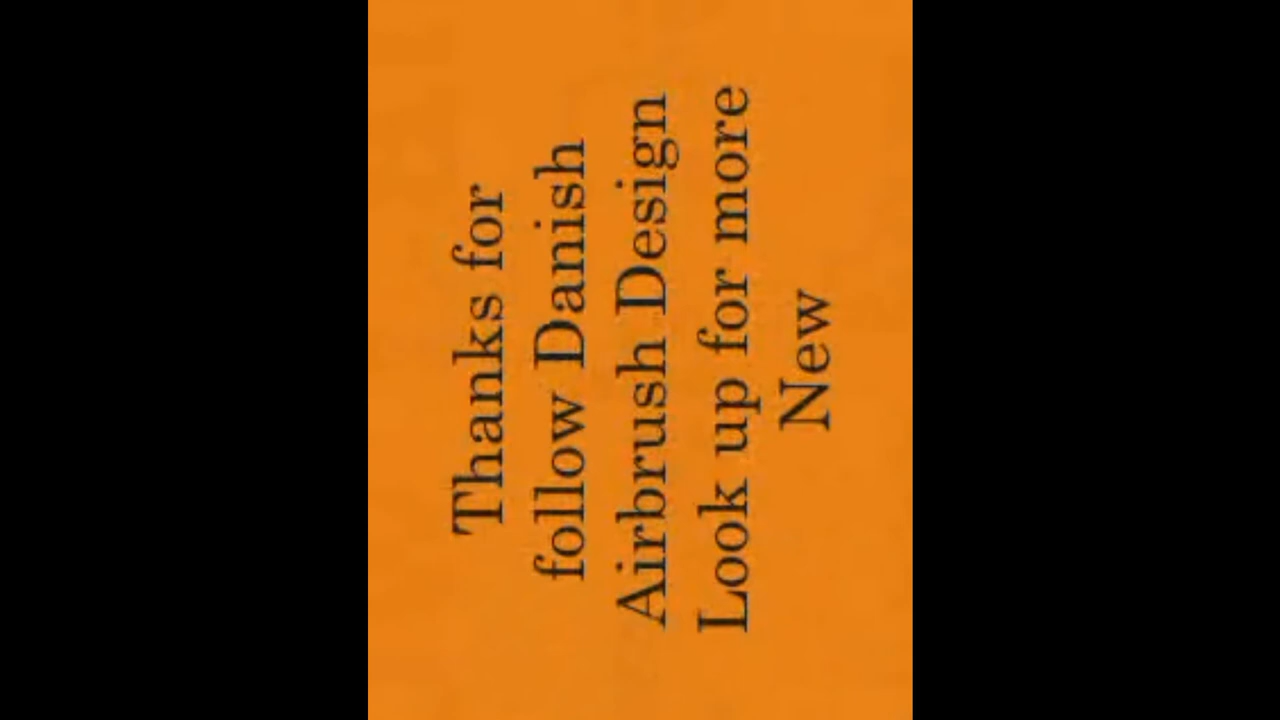 Thanks for
follow Danish
Airbrush Design
Look up for more
New